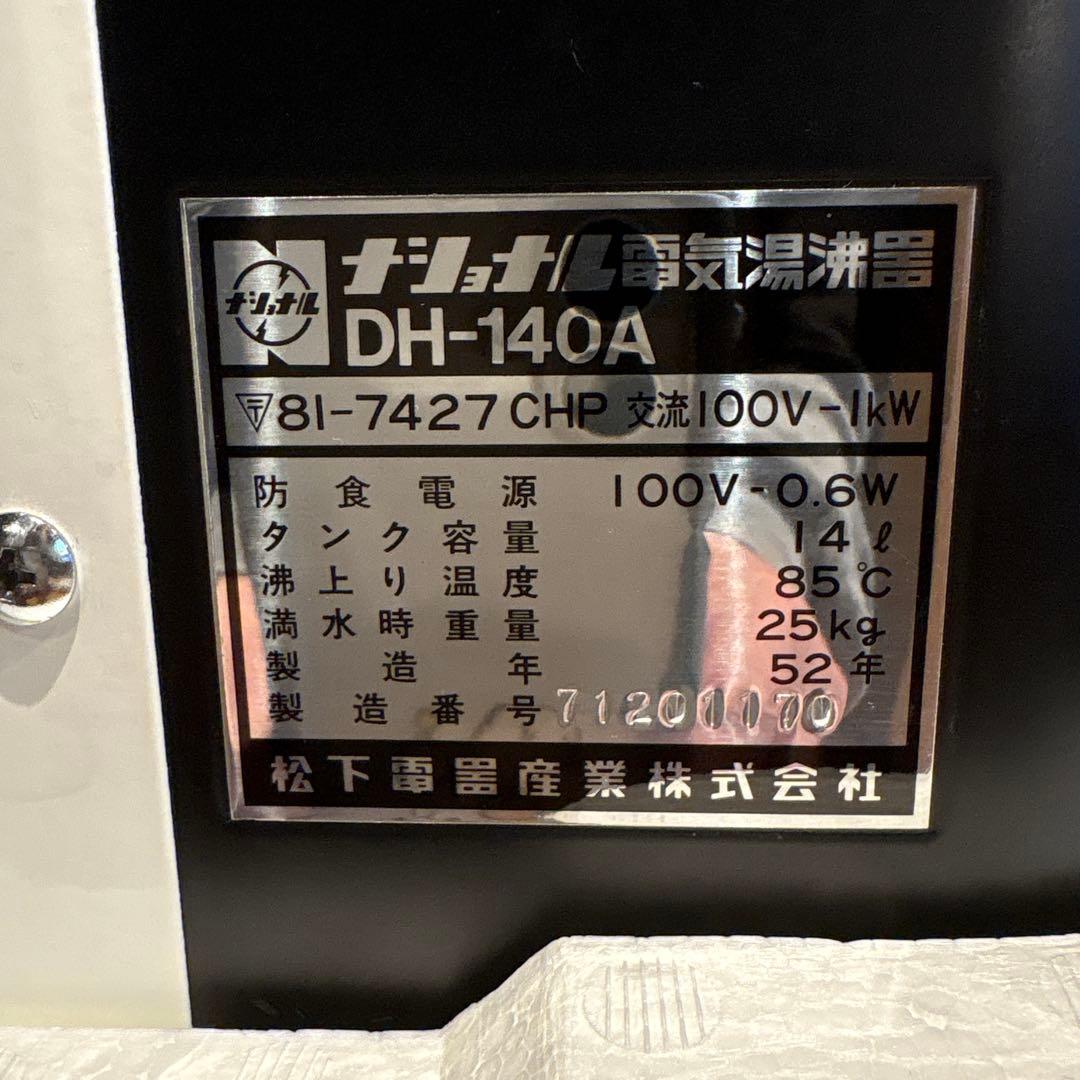 ナショナル
ナショナル電気湯沸器
DH-140A
〒81-7427 CHP 交流100V-1kW
防食電源 100V-0.6W
タンク容量 14ℓ
沸上り温度 85℃
満水時重量 25kg
製造年 52年
製造番号 71201170
松下電器産業株式会社